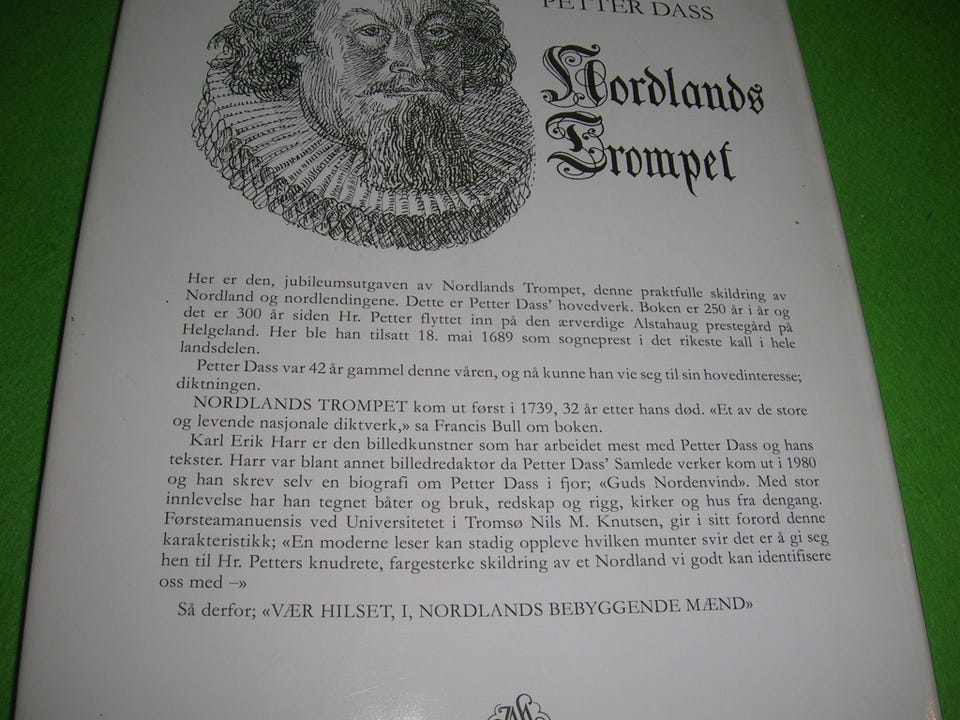 PETTER DASS
Nordlands
Trompet
Her er den, jubileumsutgaven av Nordlands Trompet, denne praktfulle skildring av
Nordland og nordlendingene. Dette er Petter Dass’ hovedverk. Boken er 250 år i år og
det er 300 år siden Hr. Petter flyttet inn på den ærverdige Alstahaug prestegård på
Helgeland. Her ble han tilsatt 18. mai 1689 som sogneprest i det rikeste kall i hele
landsdelen.
Petter Dass var 42 år gammel denne våren, og nå kunne han vie seg til sin hovedinteresse;
diktningen.
NORDLANDS TROMPET kom ut først i 1739, 32 år etter hans død. «Et av de store
og levende nasjonale diktverk,» sa Francis Bull om boken.
Karl Erik Harr er den billedkunstner som har arbeidet mest med Petter Dass og hans
tekster. Harr var blant annet billedredaktør da Petter Dass’ Samlede verker kom ut i 1980
og han skrev selv en biografi om Petter Dass i fjor; «Guds Nordenvind». Med stor
innlevelse har han tegnet båter og bruk, redskap og rigg, kirker og hus fra dengang.
Førsteamanuensis ved Universitetet i Tromsø Nils M. Knutsen, gir i sitt forord denne
karakteristikk; «En moderne leser kan stadig oppleve hvilken munter svir det er å gi seg
hen til Hr. Petters knudrete, fargesterke skildring av et Nordland vi godt kan identifisere
oss med –»
Så derfor; «VÆR HILSET, I, NORDLANDS BEBYGGENDE MÆND»